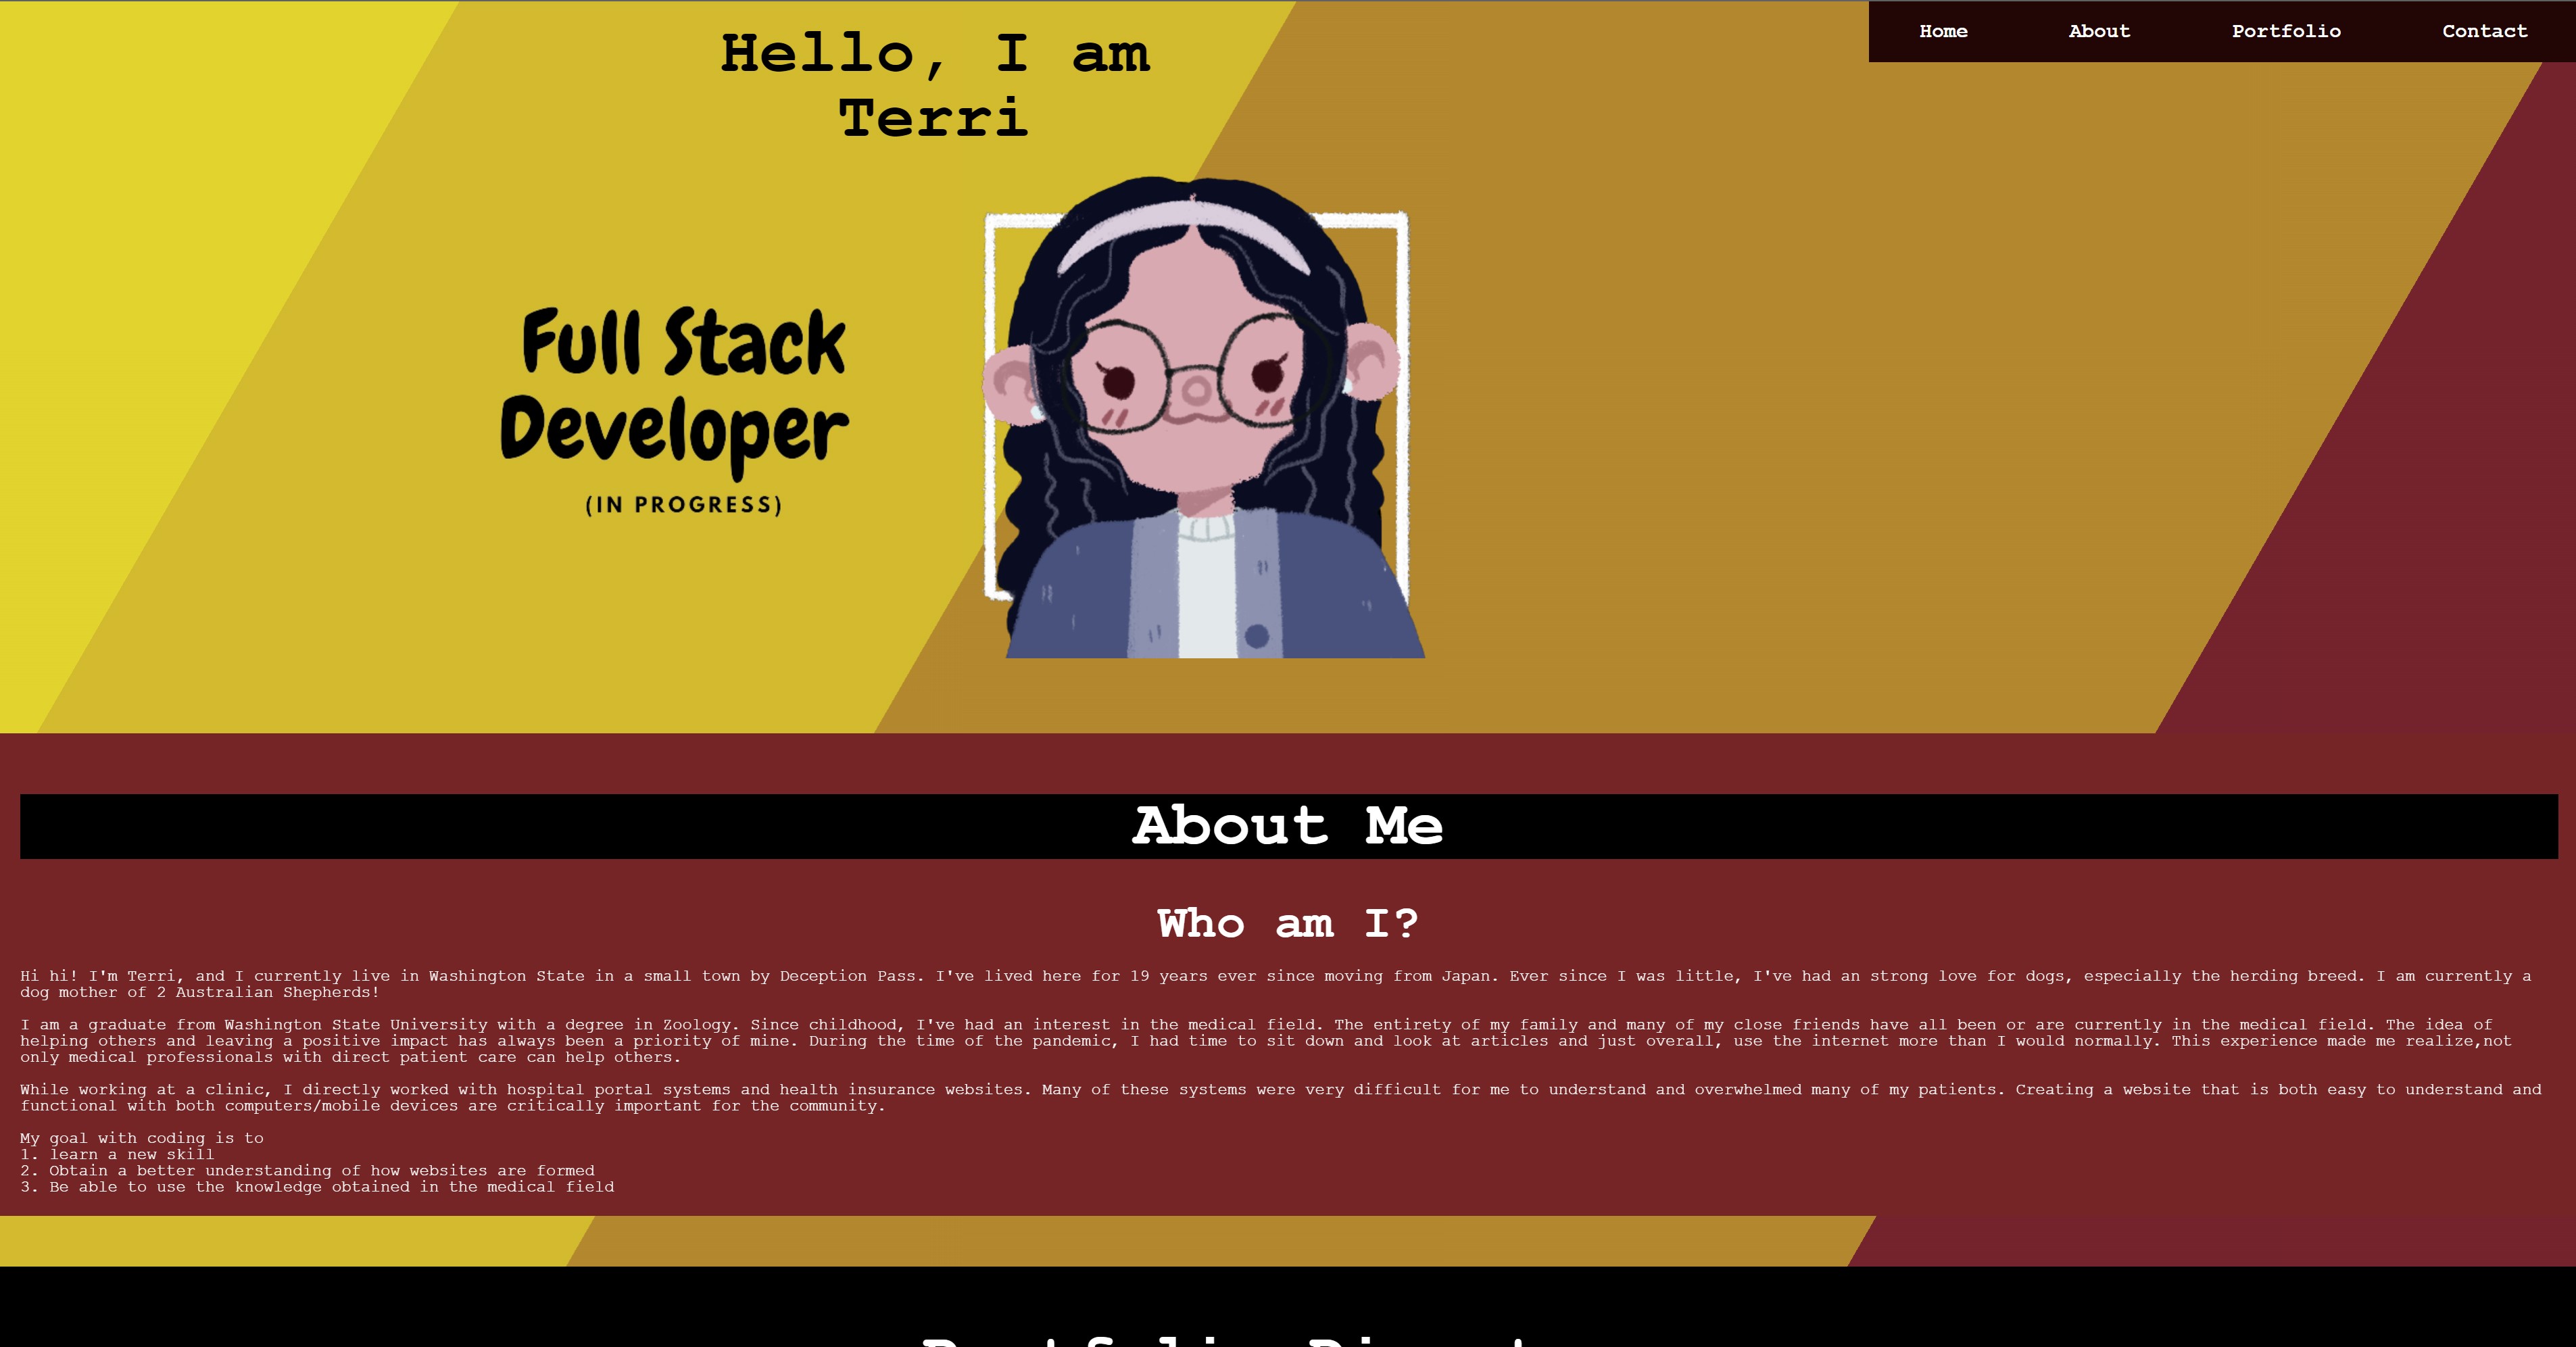 Home About Portfolio Contact
Hello, I am
Terri
Full Stack
Developer
(IN PROGRESS)
About Me
Who am I?
Hi hi! I'm Terri, and I currently live in Washington State in a small town by Deception Pass. I've lived here for 19 years ever since moving from Japan. Ever since I was little, I've had an strong love for dogs, especially the herding breed. I am currently a
dog mother of 2 Australian Shepherds!
I am a graduate from Washington State University with a degree in Zoology. Since childhood, I've had an interest in the medical field. The entirety of my family and many of my close friends have all been or are currently in the medical field. The idea of
helping others and leaving a positive impact has always been a priority of mine. During the time of the pandemic, I had time to sit down and look at articles and just overall, use the internet more than I would normally. This experience made me realize,not
only medical professionals with direct patient care can help others.
While working at a clinic, I directly worked with hospital portal systems and health insurance websites. Many of these systems were very difficult for me to understand and overwhelmed many of my patients. Creating a website that is both easy to understand and
functional with both computers/mobile devices are critically important for the community.
My goal with coding is to
1. learn a new skill
2. Obtain a better understanding of how websites are formed
3. Be able to use the knowledge obtained in the medical field